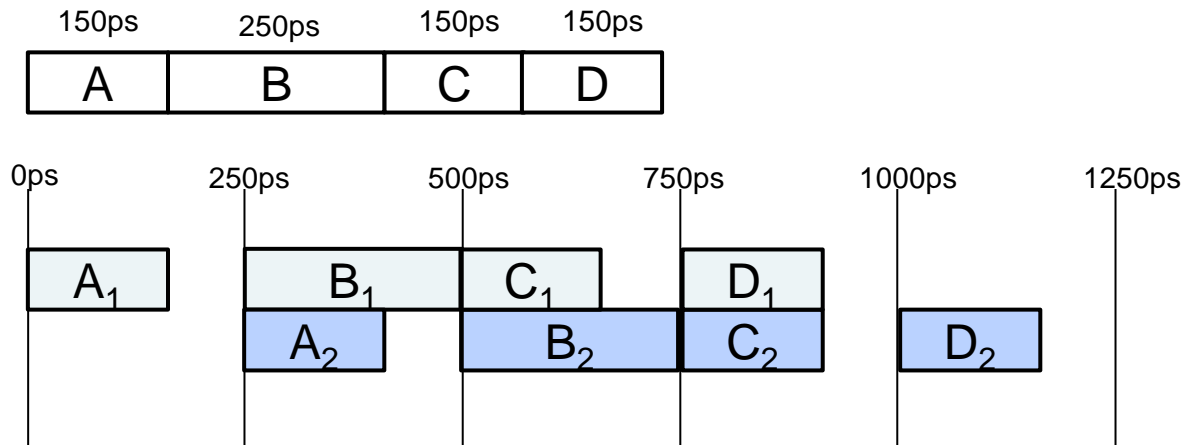 150ps 250ps 150ps 150ps
A B C D
0ps 250ps 500ps 750ps 1000ps 1250ps
A₁ B₁ C₁ D₁
A₂ B₂ C₂ D₂